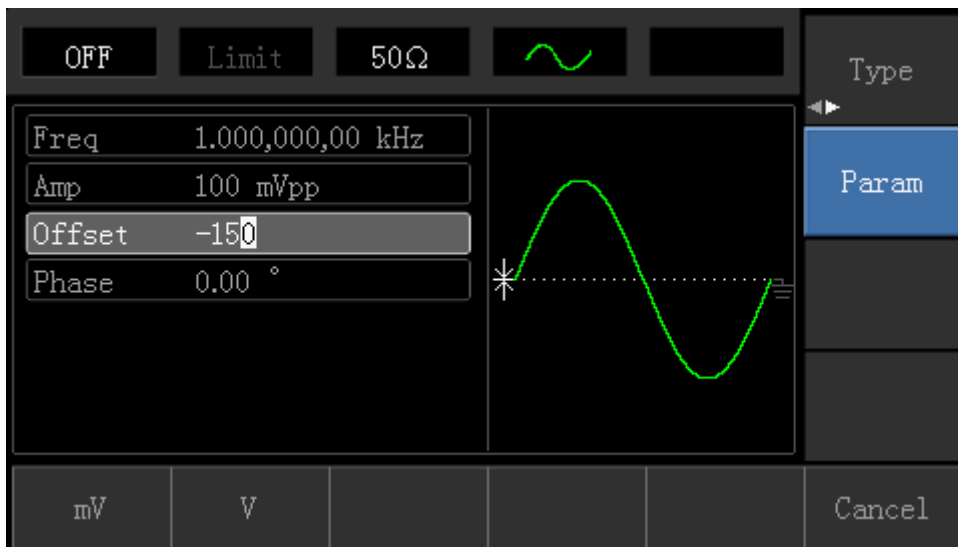 OFF Limit 50Ω
Type
Freq 1.000,000,00 kHz
Amp 100 mVpp
Param
Offset -150
Phase 0.00 °
mV V Cancel